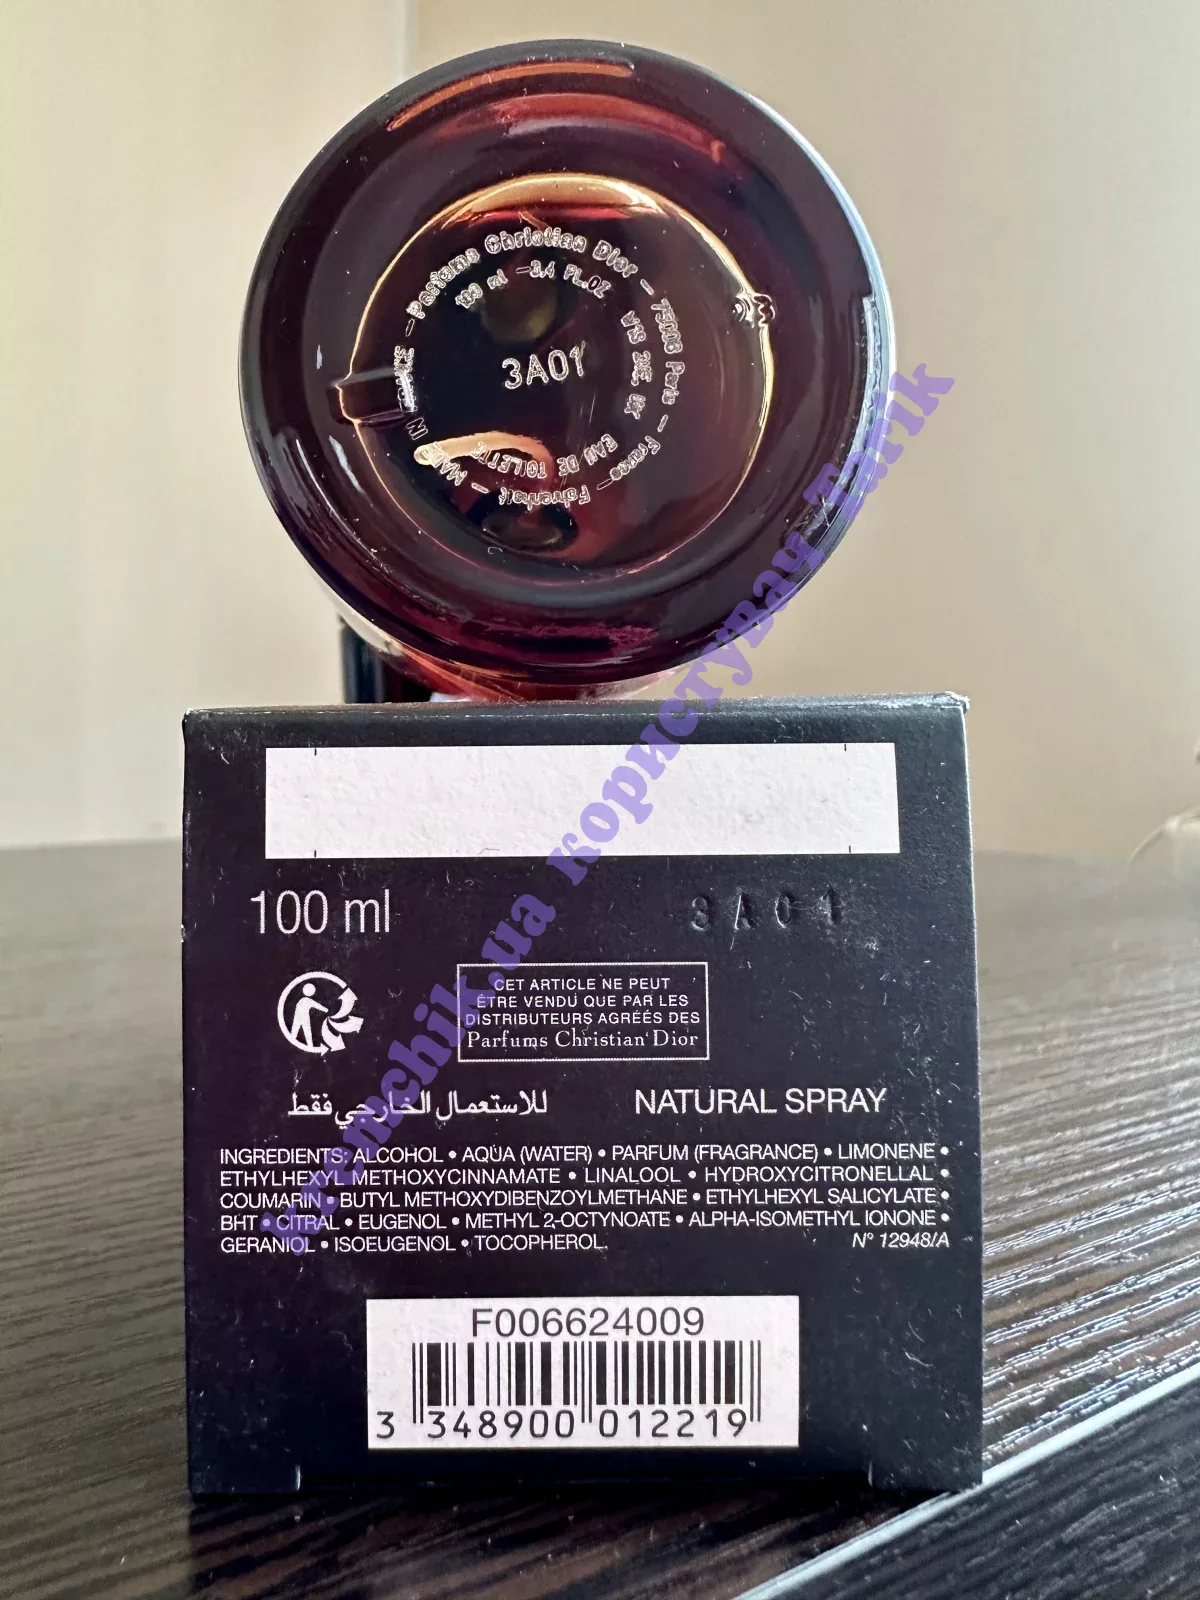 – Parfums Christian Dior – 75008 Paris – France – Fahrenheit – MADE IN FRANCE
100 ml – 3.4 FL.OZ
EAU DE TOILETTE
3A01
100 ml
3A01
CET ARTICLE NE PEUT
ÊTRE VENDU QUE PAR LES
DISTRIBUTEURS AGRÉÉS DES
Parfums Christian Dior
للاستعمال الخارجي فقط
NATURAL SPRAY
INGREDIENTS: ALCOHOL • AQUA (WATER) • PARFUM (FRAGRANCE) • LIMONENE •
ETHYLHEXYL METHOXYCINNAMATE • LINALOOL • HYDROXYCITRONELLAL •
COUMARIN • BUTYL METHOXYDIBENZOYLMETHANE • ETHYLHEXYL SALICYLATE •
BHT • CITRAL • EUGENOL • METHYL 2-OCTYNOATE • ALPHA-ISOMETHYL IONONE •
GERANIOL • ISOEUGENOL • TOCOPHEROL.
N° 12948/A
F006624009
3 348900 012219
kremchik.ua користувач Tarik